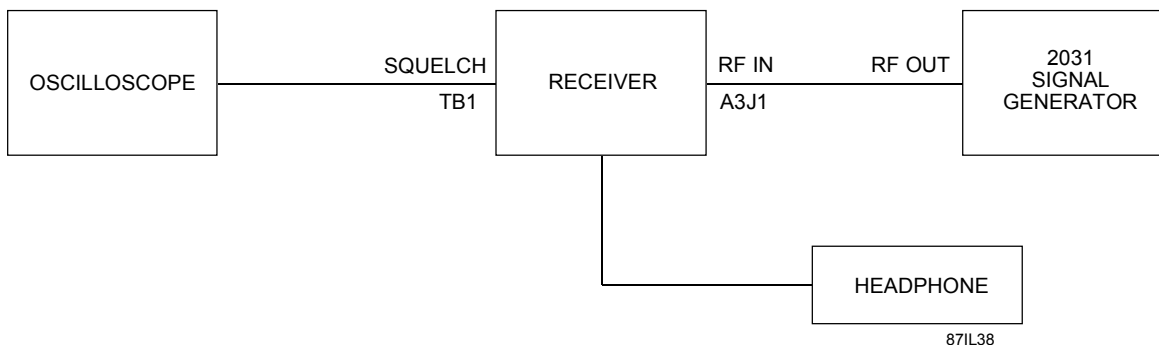 OSCILLOSCOPE
SQUELCH
TB1
RECEIVER
RF IN
A3J1
RF OUT
2031
SIGNAL
GENERATOR
HEADPHONE
87IL38